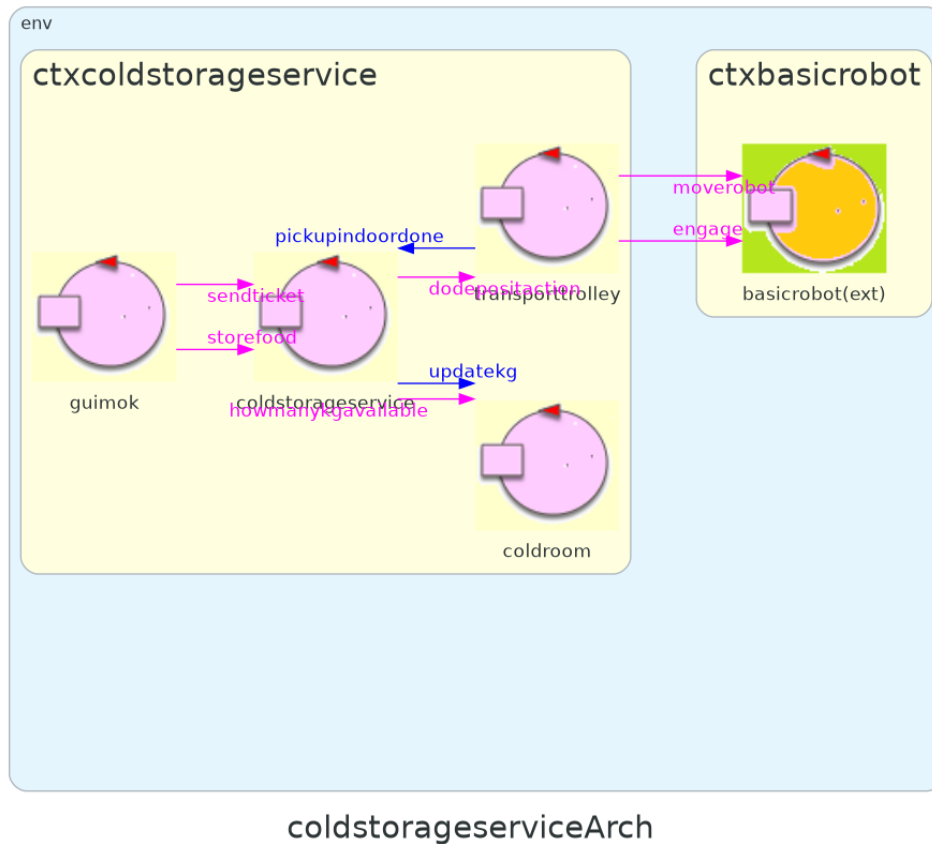 env
ctxcoldstorageservice
ctxbasicrobot
moverobot
engage
pickupindoordone
dodepositaction
transporttrolley
basicrobot(ext)
sendticket
storefood
updatekg
guimok
coldstorageservice
howmanykgavailable
coldroom
coldstorageserviceArch